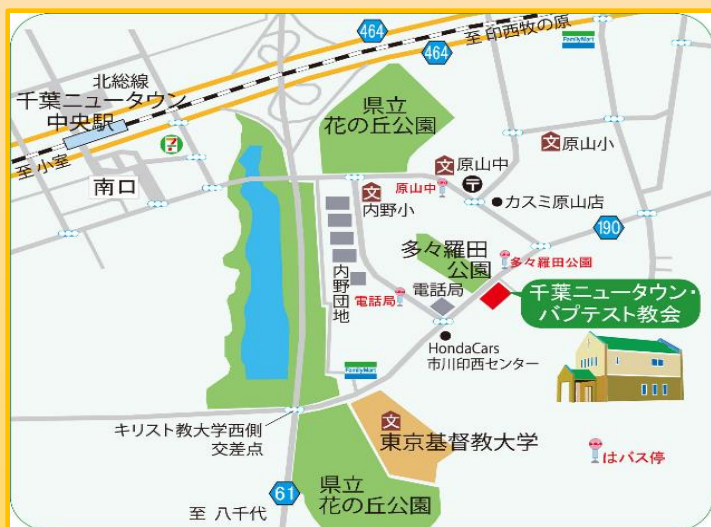 464
464
至 印西牧の原
FamilyMart
北総線
千葉ニュータウン
中央駅
至 小室
7
南口
県立
花の丘公園
文 原山小
文 原山中
原山中
〒
カスミ原山店
文
内野小
190
多々羅田
公園
多々羅田公園
内野団地
電話局
電話局
千葉ニュータウン・
バプテスト教会
HondaCars
市川印西センター
FamilyMart
キリスト教大学西側
交差点
文
東京基督教大学
はバス停
61
県立
花の丘公園
至 八千代